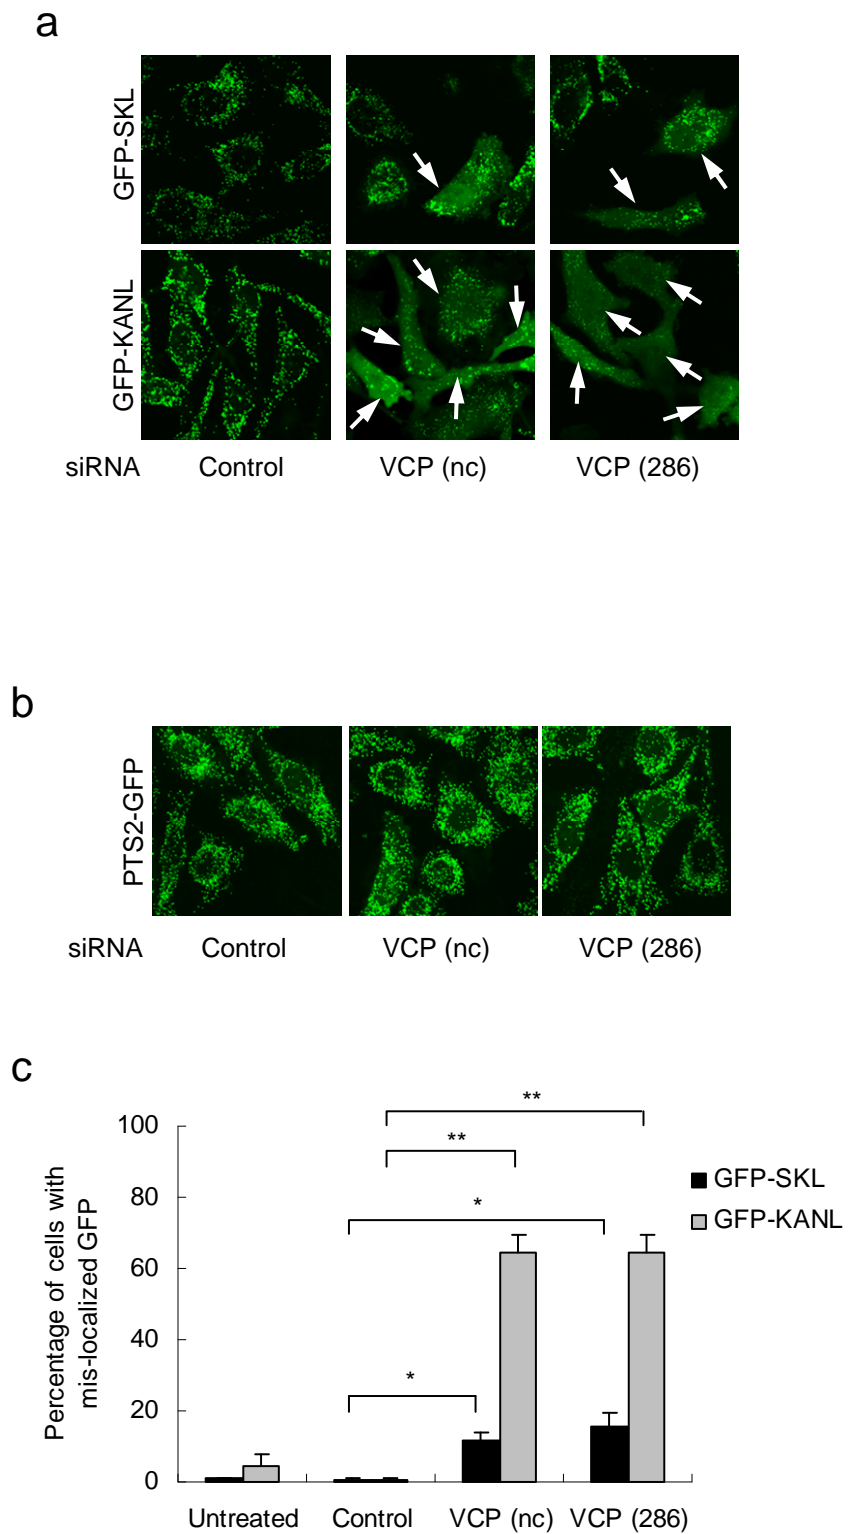 a
GFP-SKL
GFP-KANL
siRNA Control VCP (nc) VCP (286)
b
PTS2-GFP
siRNA Control VCP (nc) VCP (286)
c
Percentage of cells with
mis-localized GFP
100
80
60
40
20
0
**
**
*
*
GFP-SKL
GFP-KANL
Untreated Control VCP (nc) VCP (286)